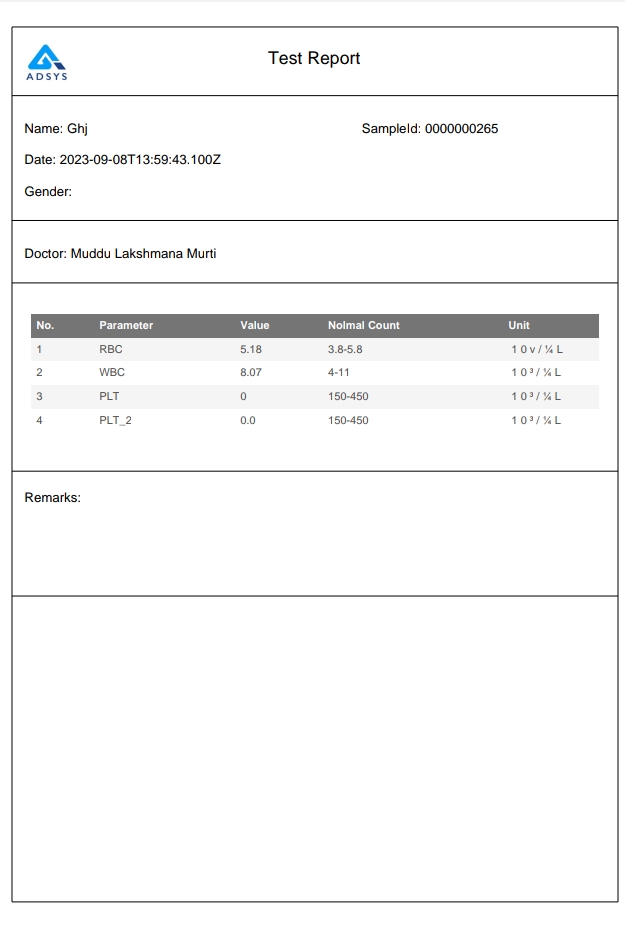 ADSYS
Test Report
Name: Ghj SampleId: 0000000265
Date: 2023-09-08T13:59:43.100Z
Gender:
Doctor: Muddu Lakshmana Murti
No. Parameter Value Nolmal Count Unit
1 RBC 5.18 3.8-5.8 1 0 v / ¼ L
2 WBC 8.07 4-11 1 0 ³ / ¼ L
3 PLT 0 150-450 1 0 ³ / ¼ L
4 PLT_2 0.0 150-450 1 0 ³ / ¼ L
Remarks: